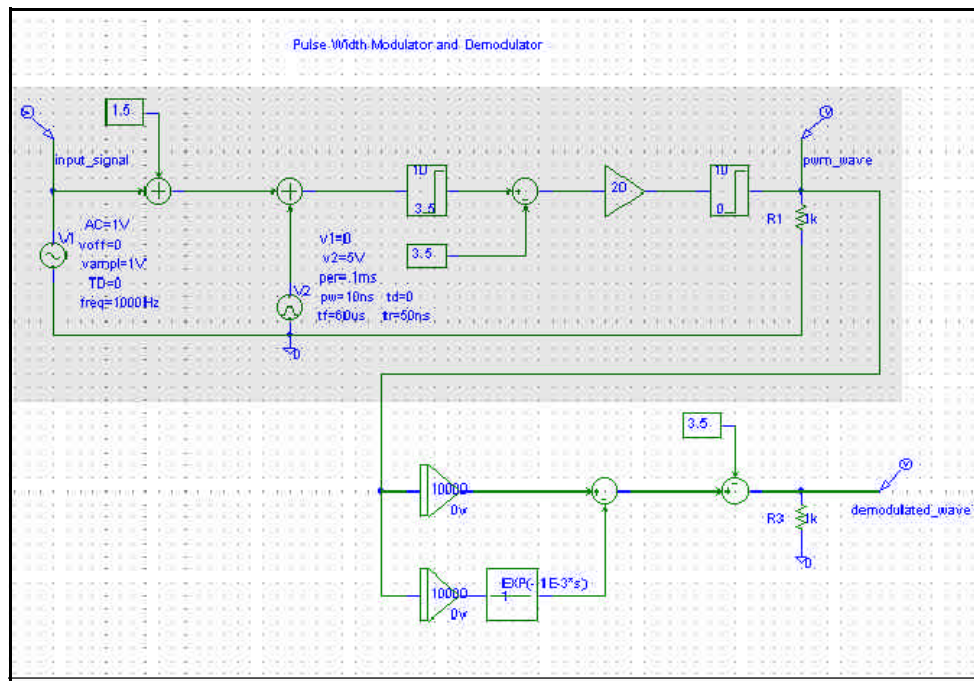 Pulse Width Modulator and Demodulator
1.5
input_signal
V1
AC=1V
voff=0
vampl=1V
TD=0
freq=1000Hz
10
3.5
3.5
v1=0
v2=5V
per=.1ms
pw=10ns td=0
tf=60us tr=50ns
V2
0
20
10
0
pwm_wave
R1
1k
3.5
10000
0v
10000
0v
EXP(-.1E-3*s)
1
R3
1k
demodulated_wave
0